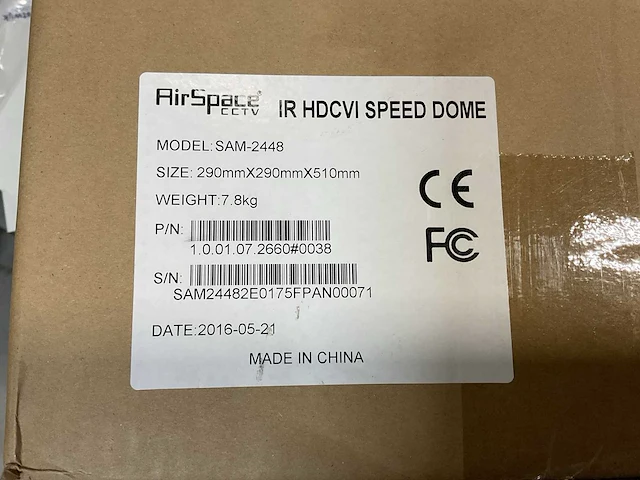 AirSpace
CCTV
IR HDCVI SPEED DOME
MODEL:SAM-2448
SIZE: 290mmX290mmX510mm
WEIGHT:7.8kg
CE
FC
P/N:
1.0.01.07.2660#0038
S/N:
SAM24482E0175FPAN00071
DATE:2016-05-21
MADE IN CHINA